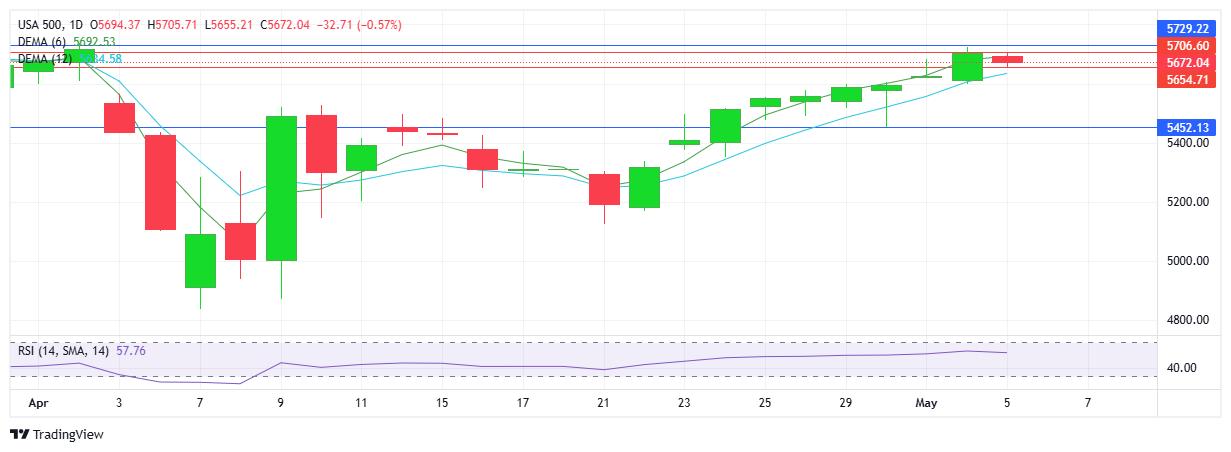 USA 500, 1D O5694.37 H5705.71 L5655.21 C5672.04 −32.71 (−0.57%)
DEMA (6) 5692.53
DEMA (12)
5729.22
5706.60
5672.04
5654.71
5452.13
5400.00
5200.00
5000.00
4800.00
RSI (14, SMA, 14) 57.76
40.00
Apr 3 7 9 11 15 17 21 23 25 29 May 5 7
TradingView